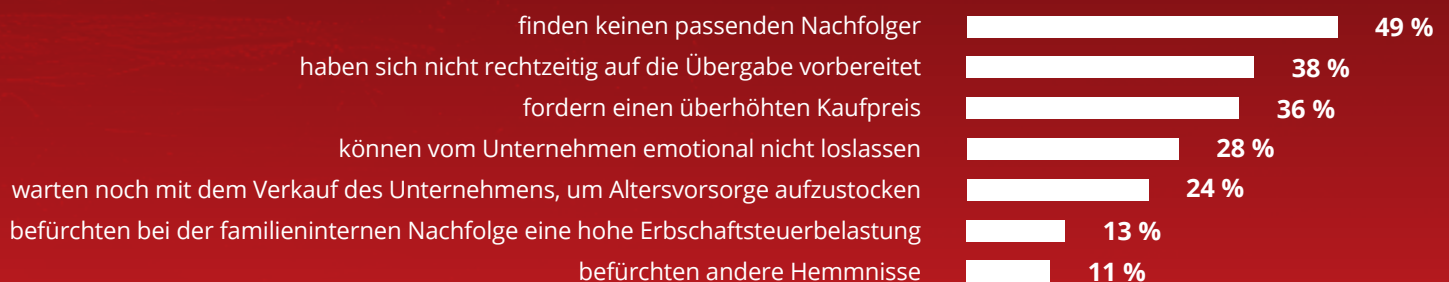 finden keinen passenden Nachfolger 49 %
haben sich nicht rechtzeitig auf die Übergabe vorbereitet 38 %
fordern einen überhöhten Kaufpreis 36 %
können vom Unternehmen emotional nicht loslassen 28 %
warten noch mit dem Verkauf des Unternehmens, um Altersvorsorge aufzustocken 24 %
befürchten bei der familieninternen Nachfolge eine hohe Erbschaftsteuerbelastung 13 %
befürchten andere Hemmnisse 11 %